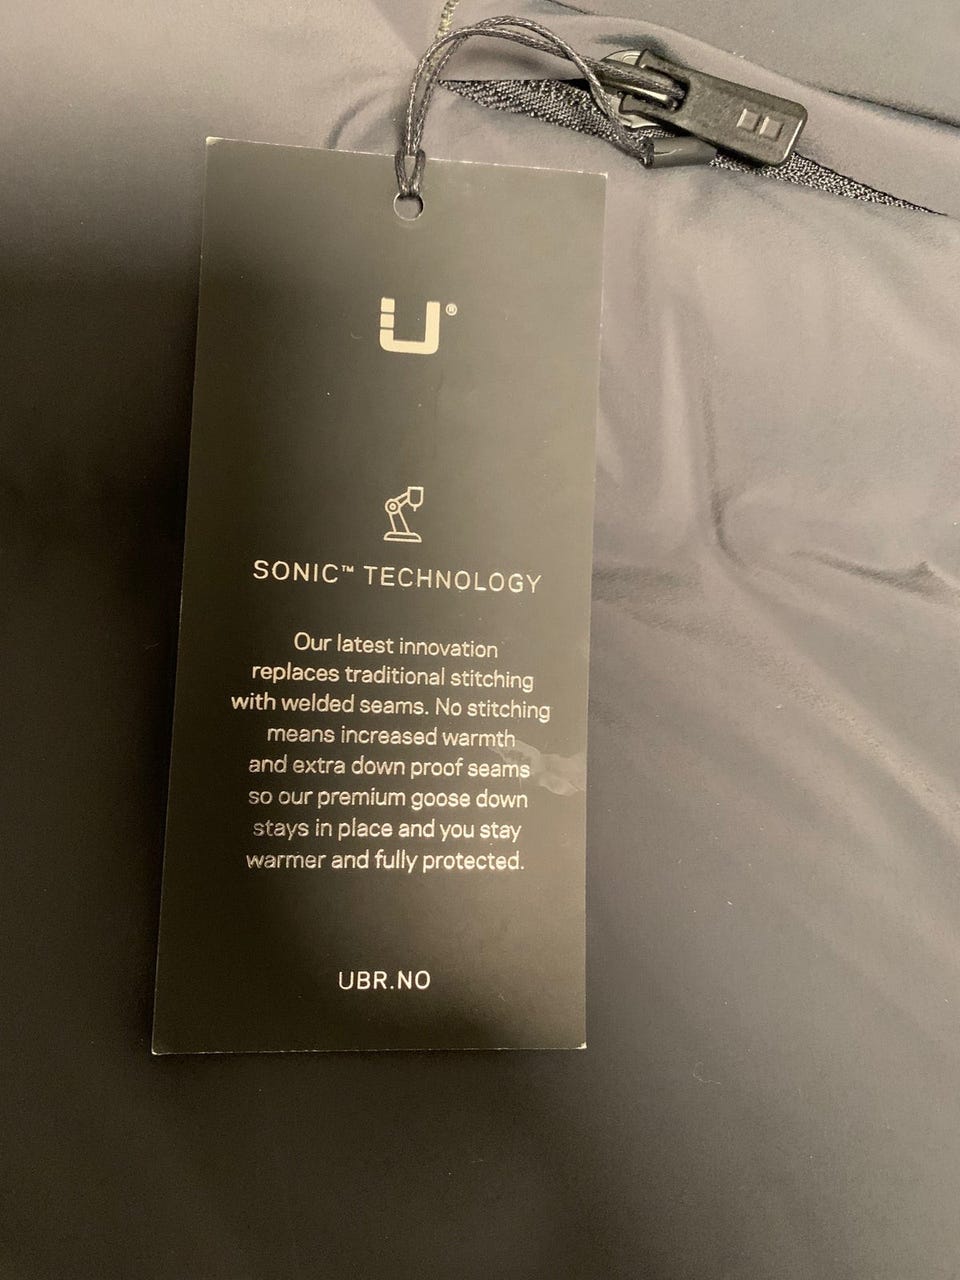 U®
SONIC™ TECHNOLOGY
Our latest innovation
replaces traditional stitching
with welded seams. No stitching
means increased warmth
and extra down proof seams
so our premium goose down
stays in place and you stay
warmer and fully protected.
UBR.NO